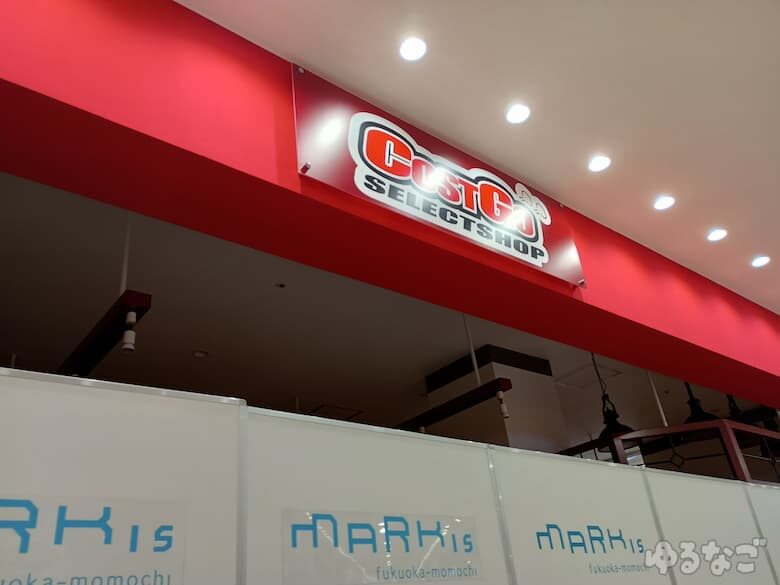 COSTGO
SELECTSHOP
MARK IS
fukuoka-momochi
MARK IS
fukuoka-momochi
MARK IS
fukuoka-momochi
ゆるなご